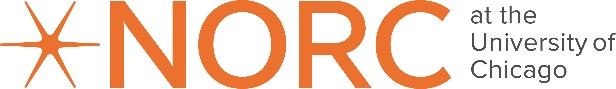 NORC
at the
University of
Chicago